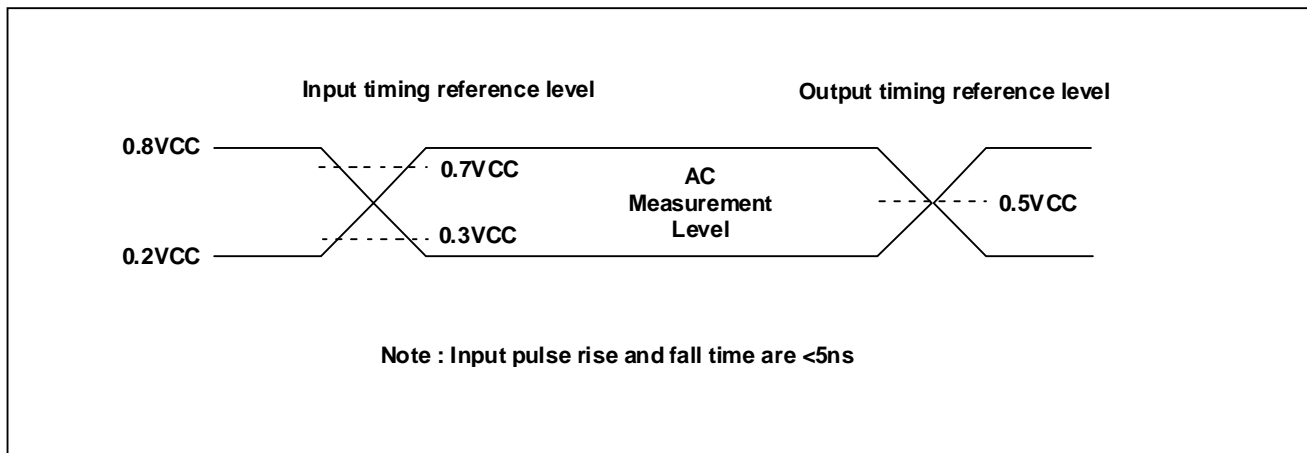 Input timing reference level
Output timing reference level
0.8VCC
0.7VCC
AC
Measurement
Level
0.5VCC
0.3VCC
0.2VCC
Note : Input pulse rise and fall time are <5ns